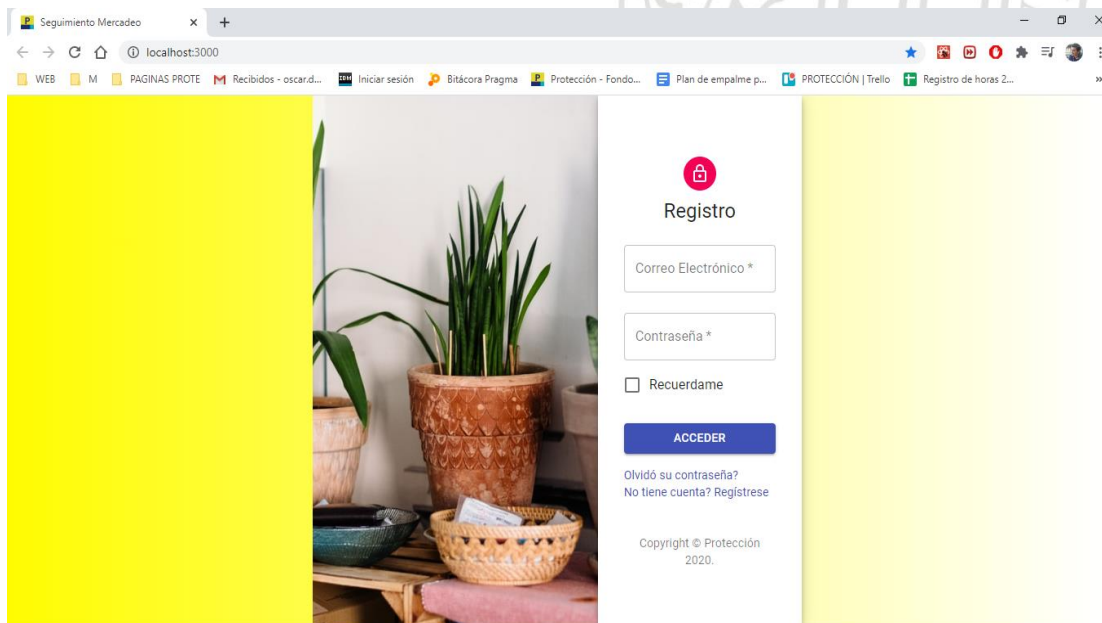 Seguimiento Mercadeo
localhost:3000
WEB
M
PAGINAS PROTE
Recibidos - oscar.d...
Iniciar sesión
Bitácora Pragma
Protección - Fondo...
Plan de empalme p...
PROTECCIÓN | Trello
Registro de horas 2...
Registro
Correo Electrónico *
Contraseña *
Recuerdame
ACCEDER
Olvidó su contraseña?
No tiene cuenta? Regístrese
Copyright © Protección
2020.